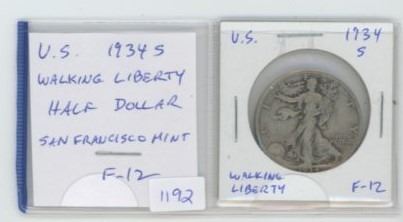 U.S. 1934 S
WALKING LIBERTY
HALF DOLLAR
SAN FRANCISCO MINT
F-12
1192
U.S. 1934
S
WALKING
LIBERTY F-12